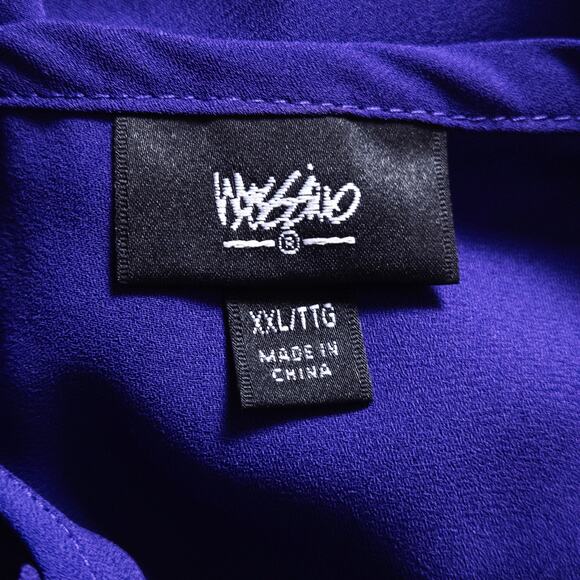 Mossimo
®
XXL/TTG
MADE IN
CHINA